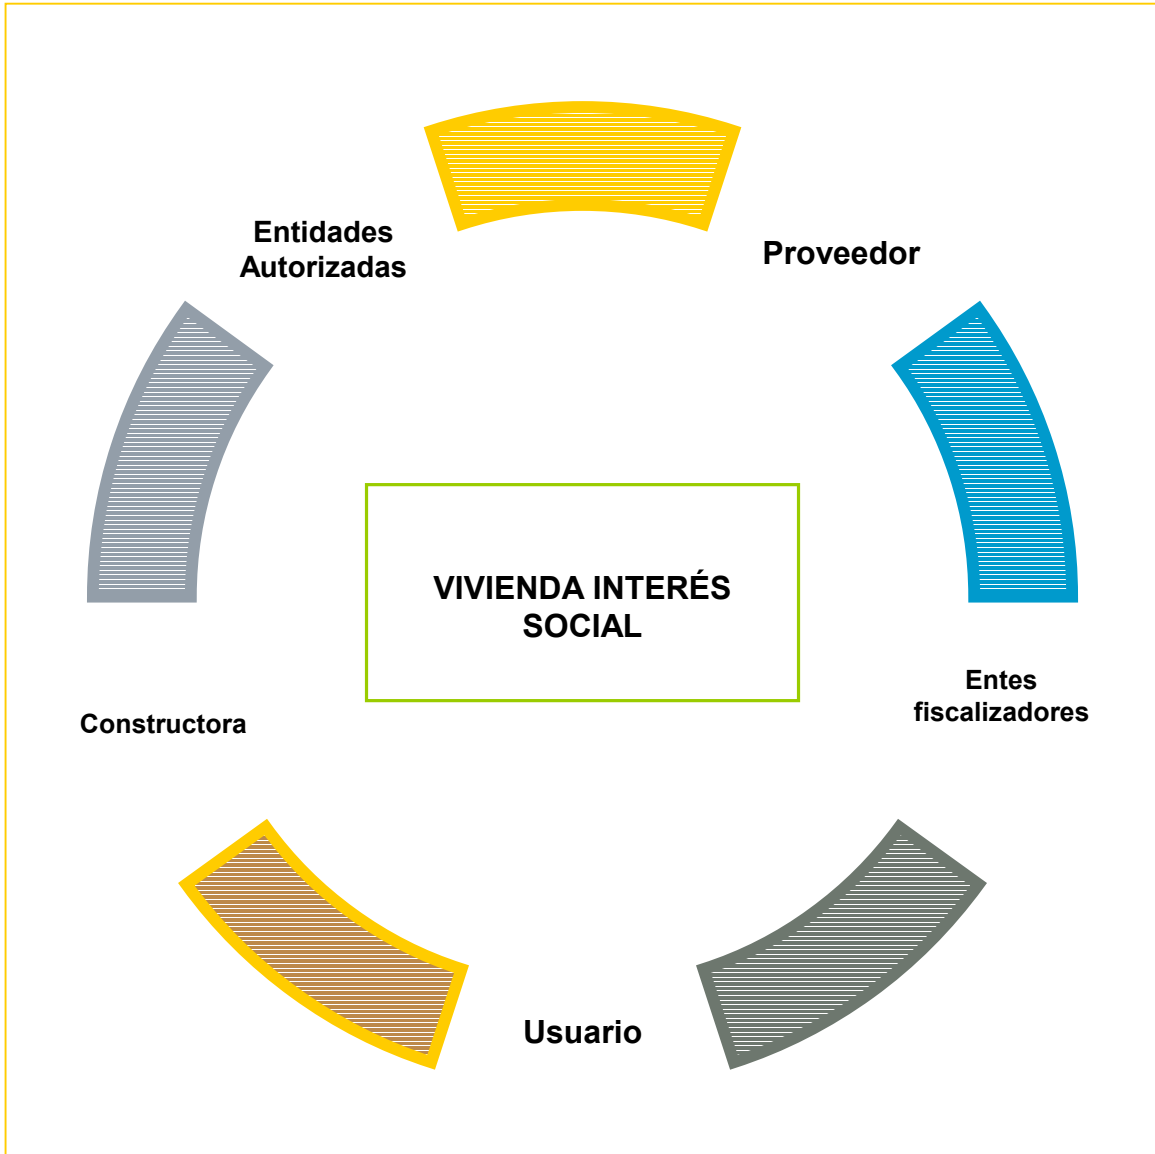 Entidades
Autorizadas
Proveedor
VIVIENDA INTERÉS
SOCIAL
Entes
fiscalizadores
Constructora
Usuario